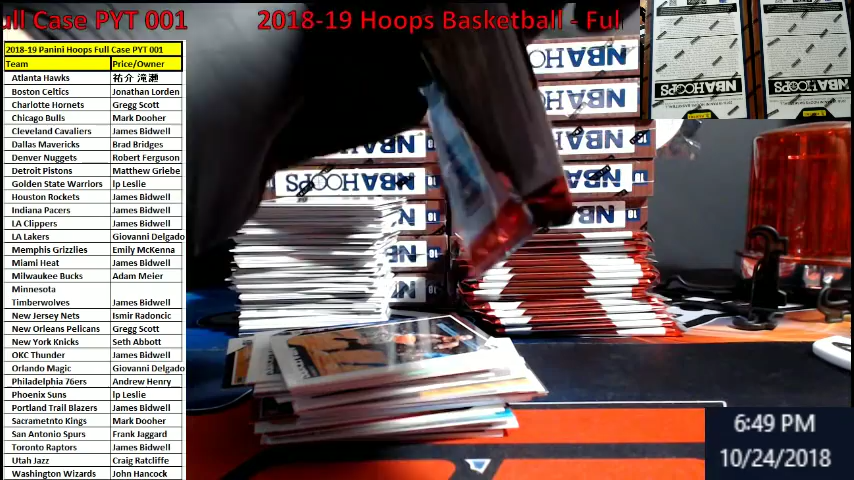 ull Case PYT 001
2018-19 Hoops Basketball - Ful
2018-19 Panini Hoops Full Case PYT 001
Team Price/Owner
Atlanta Hawks 祐介 滝瀬
Boston Celtics Jonathan Lorden
Charlotte Hornets Gregg Scott
Chicago Bulls Mark Dooher
Cleveland Cavaliers James Bidwell
Dallas Mavericks Brad Bridges
Denver Nuggets Robert Ferguson
Detroit Pistons Matthew Griebe
Golden State Warriors lp Leslie
Houston Rockets James Bidwell
Indiana Pacers James Bidwell
LA Clippers James Bidwell
LA Lakers Giovanni Delgado
Memphis Grizzlies Emily McKenna
Miami Heat James Bidwell
Milwaukee Bucks Adam Meier
Minnesota
Timberwolves James Bidwell
New Jersey Nets Ismir Radoncic
New Orleans Pelicans Gregg Scott
New York Knicks Seth Abbott
OKC Thunder James Bidwell
Orlando Magic Giovanni Delgado
Philadelphia 76ers Andrew Henry
Phoenix Suns lp Leslie
Portland Trail Blazers James Bidwell
Sacrametnto Kings Mark Dooher
San Antonio Spurs Frank Jaggard
Toronto Raptors James Bidwell
Utah Jazz Craig Ratcliffe
Washington Wizards John Hancock
NBA HOOPS
NBA HOOPS
NBA HOOPS
NBA HOOPS
6:49 PM
10/24/2018